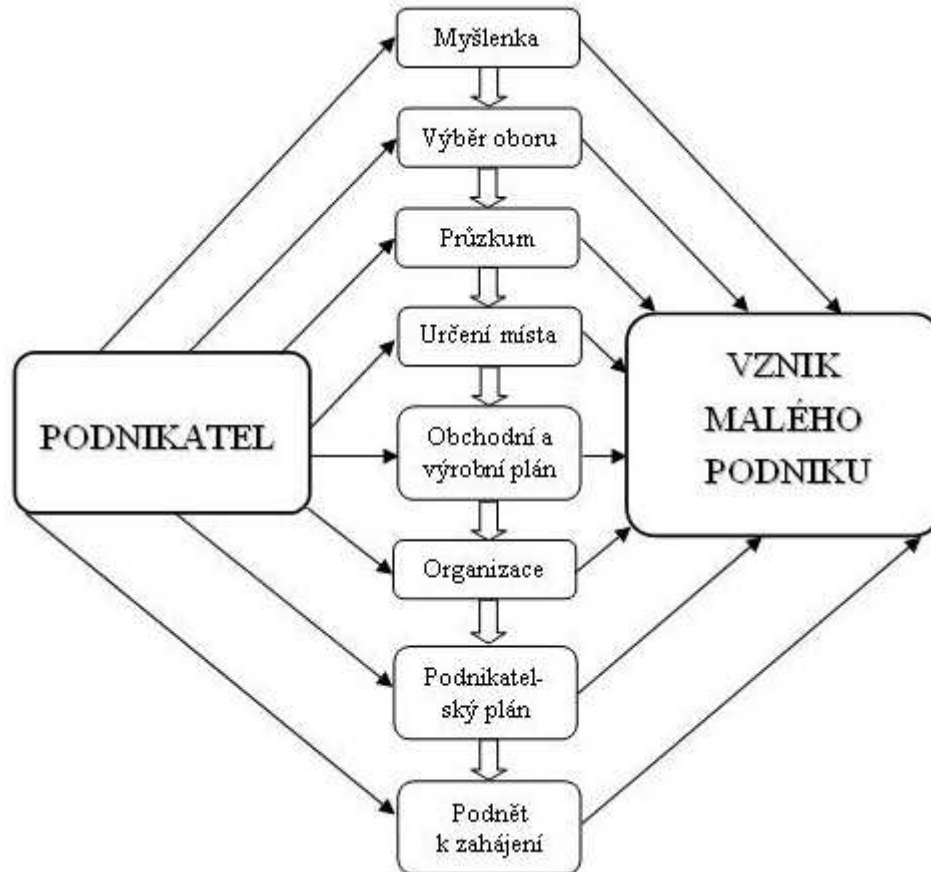 Myšlenka
Výběr oboru
Průzkum
Určení místa
Obchodní a
výrobní plán
Organizace
Podnikatel-
ský plán
Podnět
k zahájení
PODNIKATEL
VZNIK
MALÉHO
PODNIKU